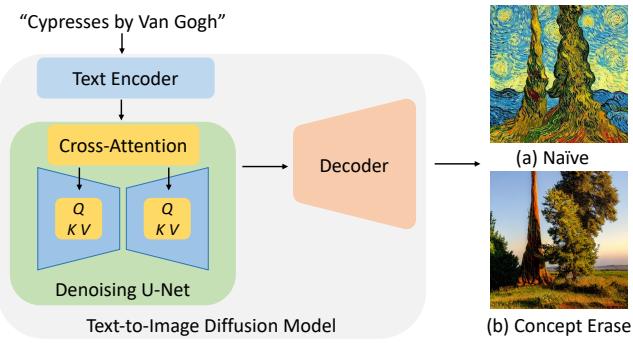 “Cypresses by Van Gogh”
Text Encoder
Cross-Attention
Q
K V
Q
K V
Denoising U-Net
Text-to-Image Diffusion Model
Decoder
(a) Naïve
(b) Concept Erase